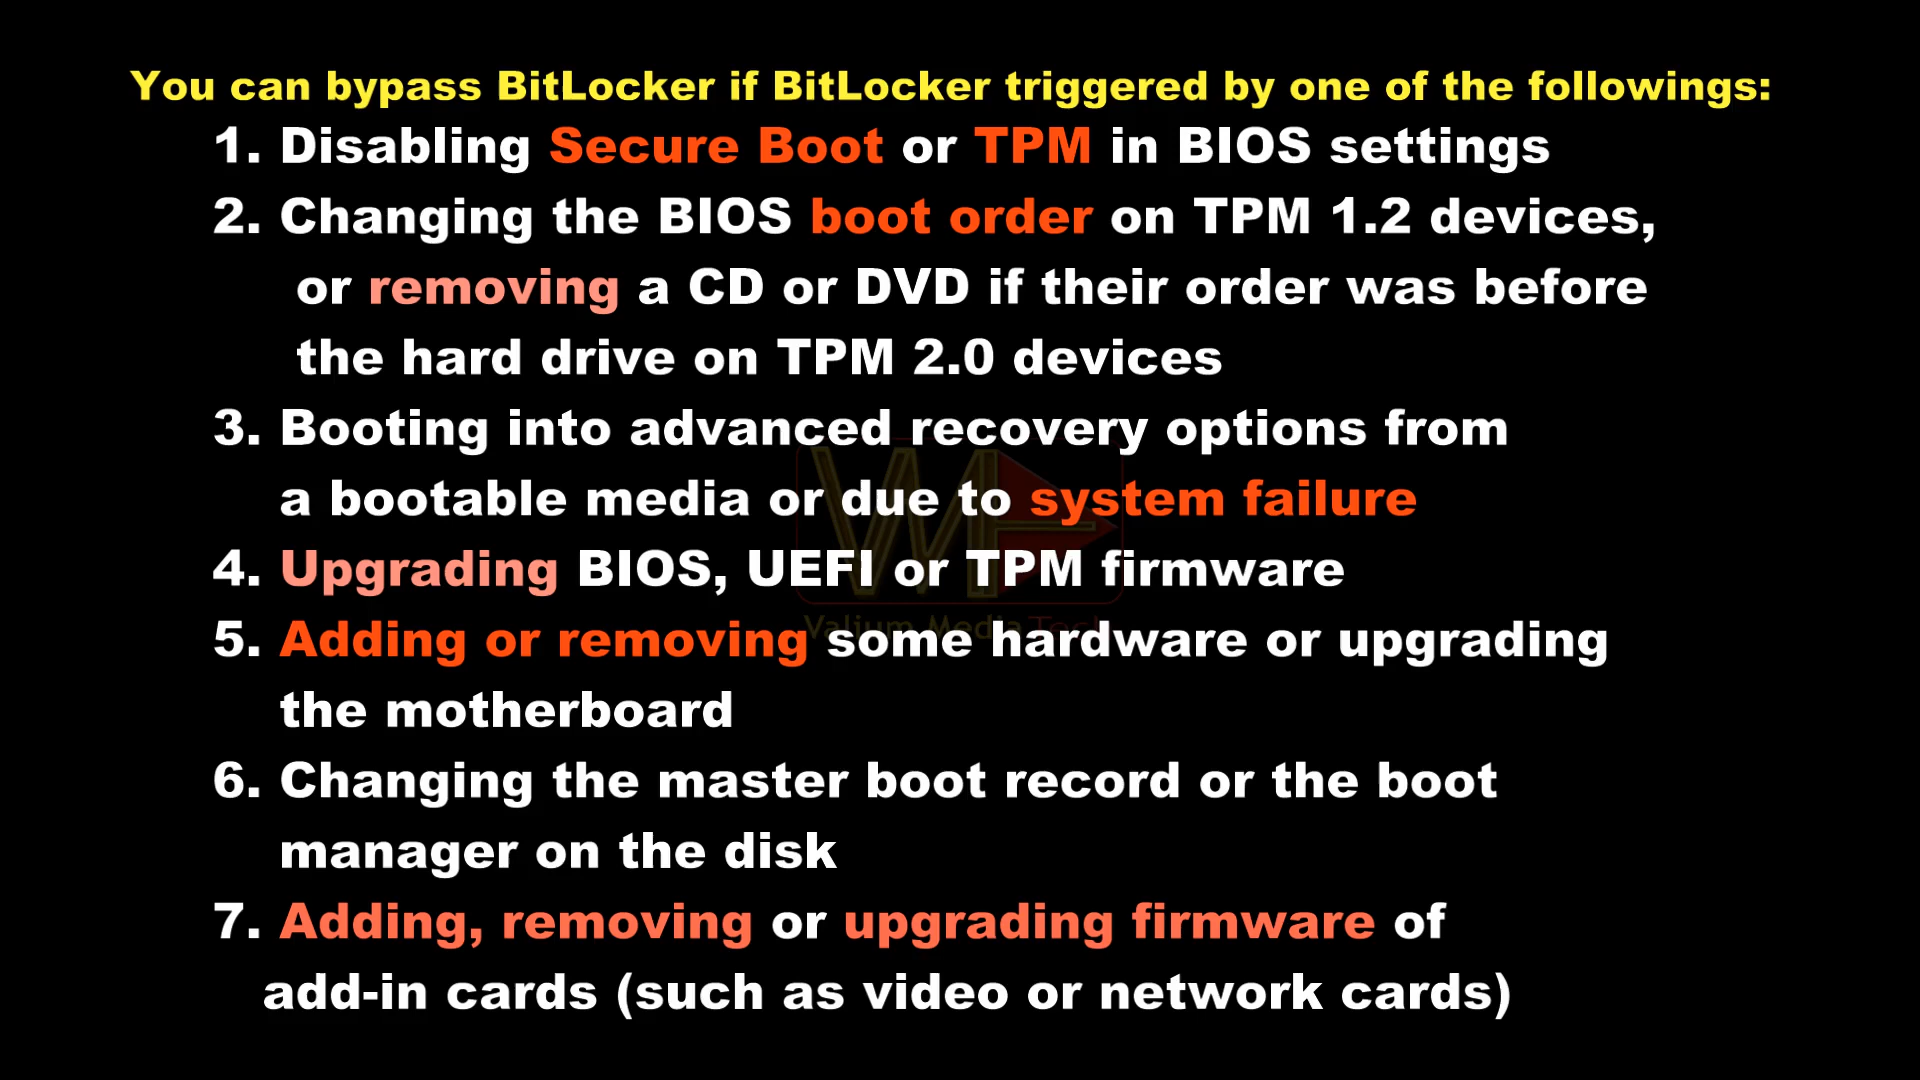 You can bypass BitLocker if BitLocker triggered by one of the followings:
1. Disabling Secure Boot or TPM in BIOS settings
2. Changing the BIOS boot order on TPM 1.2 devices,
or removing a CD or DVD if their order was before
the hard drive on TPM 2.0 devices
3. Booting into advanced recovery options from
a bootable media or due to system failure
4. Upgrading BIOS, UEFI or TPM firmware
Valium Media Tech
5. Adding or removing some hardware or upgrading
the motherboard
6. Changing the master boot record or the boot
manager on the disk
7. Adding, removing or upgrading firmware of
add-in cards (such as video or network cards)